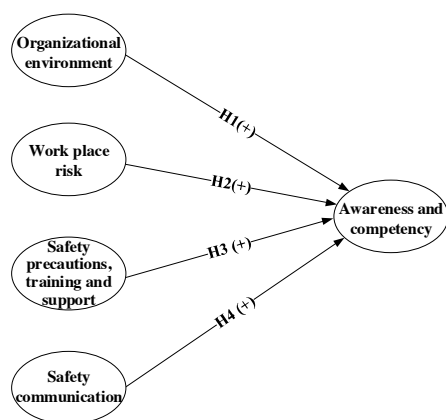 Organizational
environment
H1(+)
Work place
risk
H2(+)
Awareness and
competency
Safety
precautions,
training and
support
H3 (+)
H4 (+)
Safety
communication